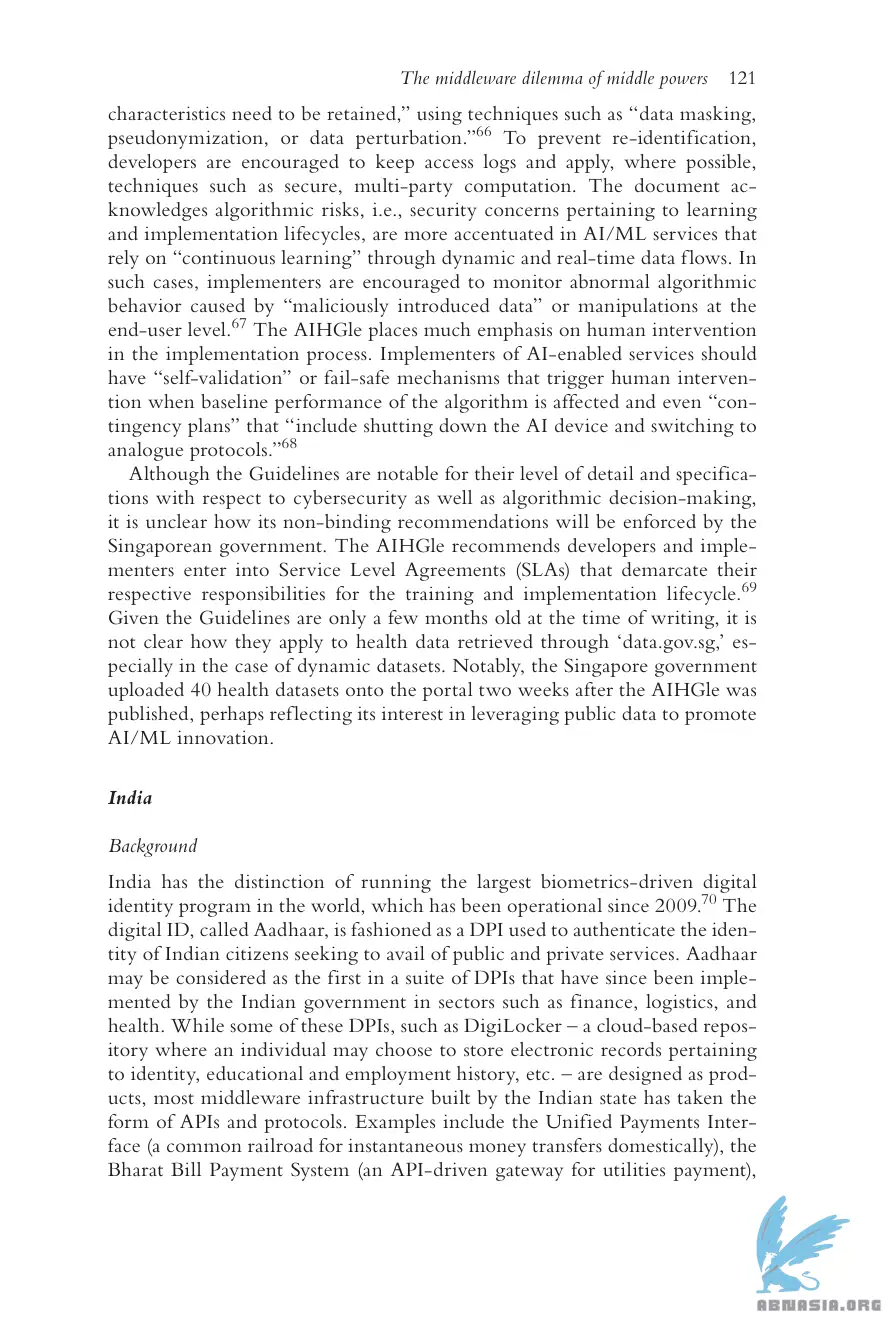 The middleware dilemma of middle powers 121
characteristics need to be retained,” using techniques such as “data masking,
pseudonymization, or data perturbation.”66 To prevent re-identification,
developers are encouraged to keep access logs and apply, where possible,
techniques such as secure, multi-party computation. The document ac-
knowledges algorithmic risks, i.e., security concerns pertaining to learning
and implementation lifecycles, are more accentuated in AI/ML services that
rely on “continuous learning” through dynamic and real-time data flows. In
such cases, implementers are encouraged to monitor abnormal algorithmic
behavior caused by “maliciously introduced data” or manipulations at the
end-user level.67 The AIHGle places much emphasis on human intervention
in the implementation process. Implementers of AI-enabled services should
have “self-validation” or fail-safe mechanisms that trigger human interven-
tion when baseline performance of the algorithm is affected and even “con-
tingency plans” that “include shutting down the AI device and switching to
analogue protocols.”68
Although the Guidelines are notable for their level of detail and specifica-
tions with respect to cybersecurity as well as algorithmic decision-making,
it is unclear how its non-binding recommendations will be enforced by the
Singaporean government. The AIHGle recommends developers and imple-
menters enter into Service Level Agreements (SLAs) that demarcate their
respective responsibilities for the training and implementation lifecycle.69
Given the Guidelines are only a few months old at the time of writing, it is
not clear how they apply to health data retrieved through ‘data.gov.sg,’ es-
pecially in the case of dynamic datasets. Notably, the Singapore government
uploaded 40 health datasets onto the portal two weeks after the AIHGle was
published, perhaps reflecting its interest in leveraging public data to promote
AI/ML innovation.
India
Background
India has the distinction of running the largest biometrics-driven digital
identity program in the world, which has been operational since 2009.70 The
digital ID, called Aadhaar, is fashioned as a DPI used to authenticate the iden-
tity of Indian citizens seeking to avail of public and private services. Aadhaar
may be considered as the first in a suite of DPIs that have since been imple-
mented by the Indian government in sectors such as finance, logistics, and
health. While some of these DPIs, such as DigiLocker – a cloud-based repos-
itory where an individual may choose to store electronic records pertaining
to identity, educational and employment history, etc. – are designed as prod-
ucts, most middleware infrastructure built by the Indian state has taken the
form of APIs and protocols. Examples include the Unified Payments Inter-
face (a common railroad for instantaneous money transfers domestically), the
Bharat Bill Payment System (an API-driven gateway for utilities payment),
ABNASIA.ORG